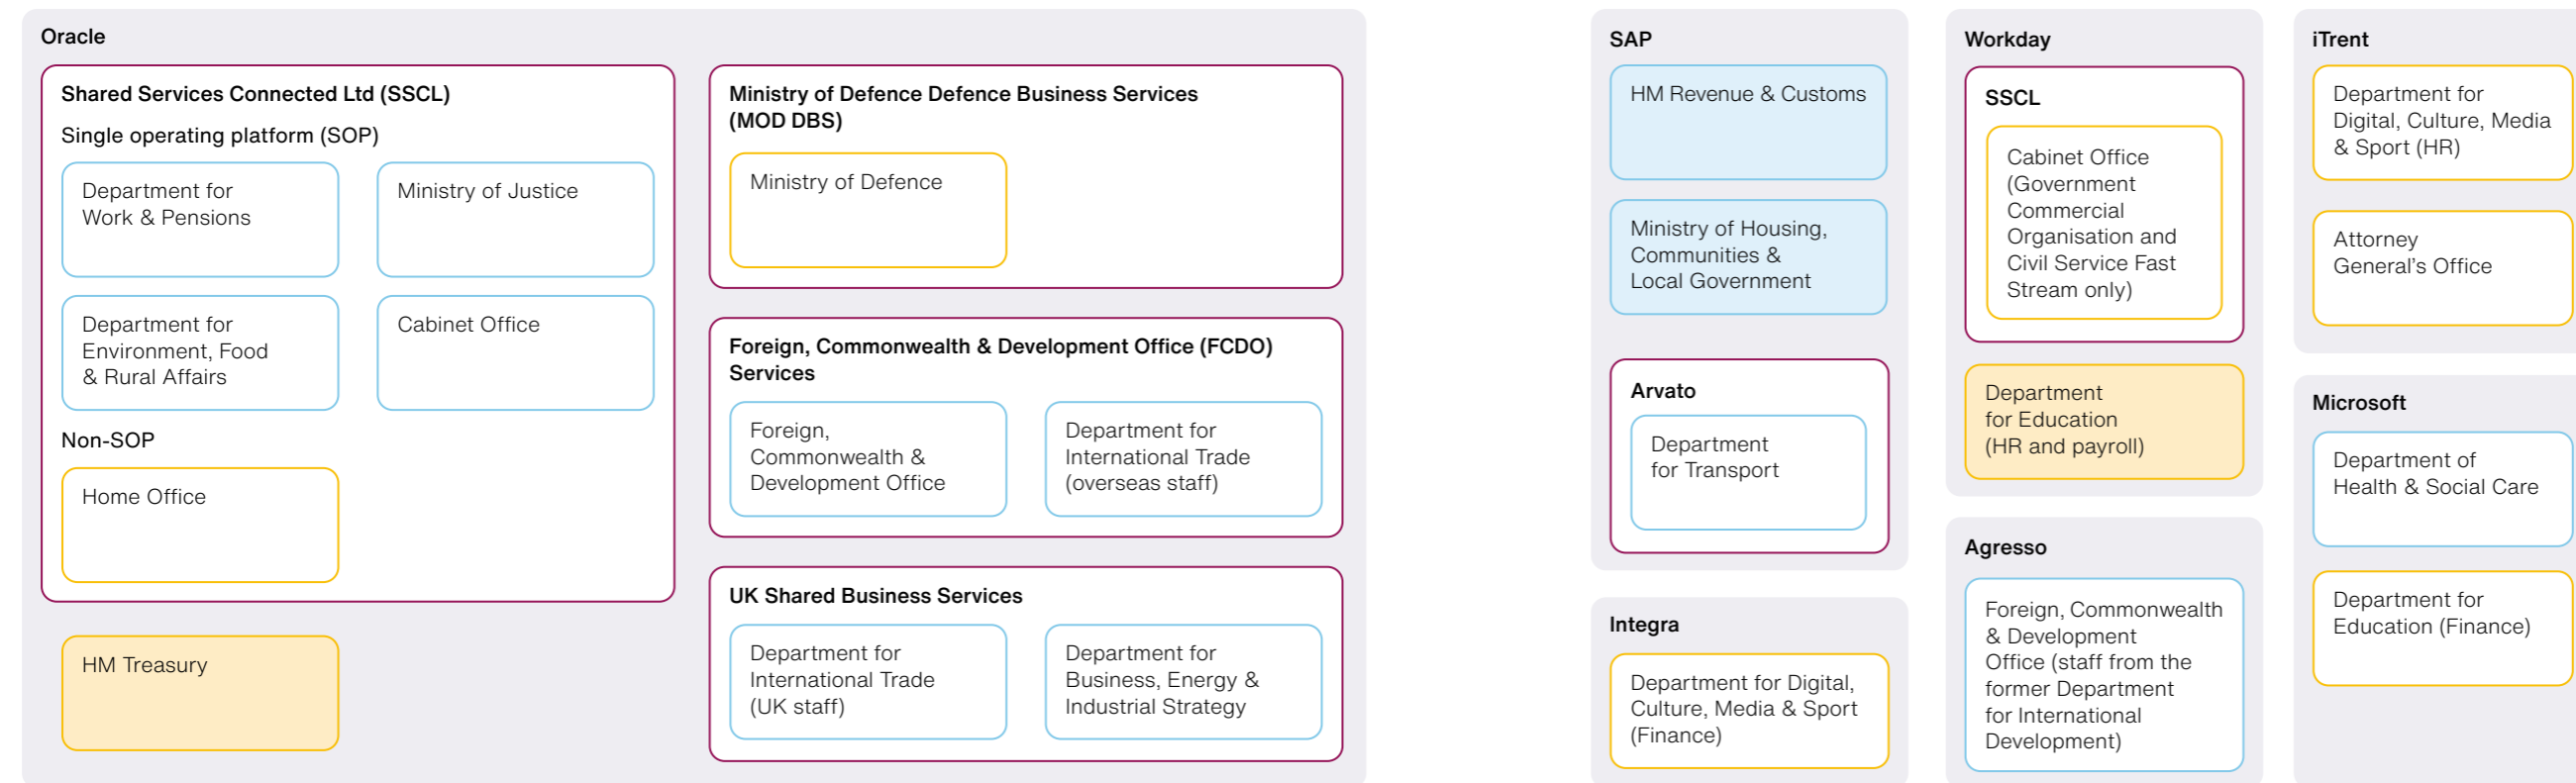 Oracle
Shared Services Connected Ltd (SSCL)
Single operating platform (SOP)
Department for
Work & Pensions
Ministry of Justice
Department for
Environment, Food
& Rural Affairs
Cabinet Office
Non-SOP
Home Office
HM Treasury
Ministry of Defence Defence Business Services
(MOD DBS)
Ministry of Defence
Foreign, Commonwealth & Development Office (FCDO)
Services
Foreign,
Commonwealth &
Development Office
Department for
International Trade
(overseas staff)
UK Shared Business Services
Department for
International Trade
(UK staff)
Department for
Business, Energy &
Industrial Strategy
SAP
HM Revenue & Customs
Ministry of Housing,
Communities &
Local Government
Arvato
Department
for Transport
Integra
Department for Digital,
Culture, Media & Sport
(Finance)
Workday
SSCL
Cabinet Office
(Government
Commercial
Organisation and
Civil Service Fast
Stream only)
Department
for Education
(HR and payroll)
Agresso
Foreign, Commonwealth
& Development
Office (staff from the
former Department
for International
Development)
iTrent
Department for
Digital, Culture, Media
& Sport (HR)
Attorney
General’s Office
Microsoft
Department of
Health & Social Care
Department for
Education (Finance)